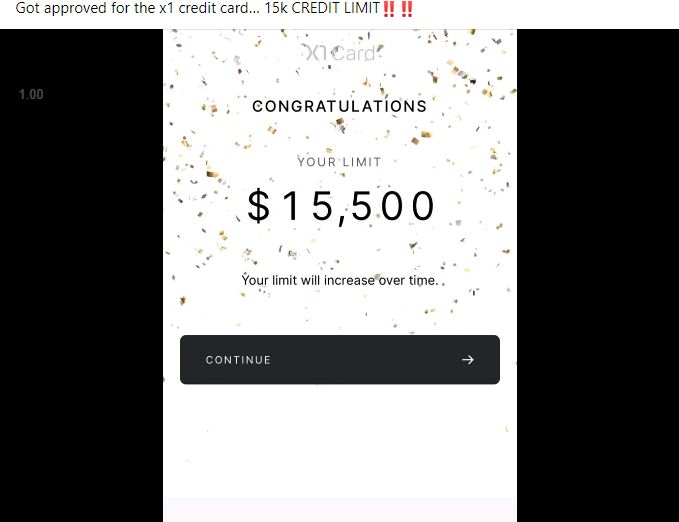 Got approved for the x1 credit card... 15k CREDIT LIMIT‼️ ‼️
1.00
X1 Card
CONGRATULATIONS
YOUR LIMIT
$15,500
Your limit will increase over time.
CONTINUE →